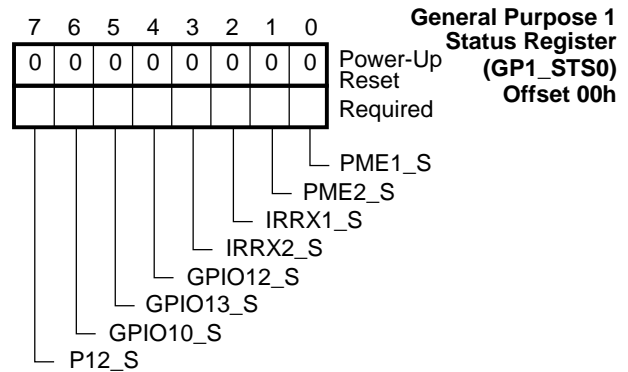 General Purpose 1
Status Register
(GP1_STS0)
Offset 00h
7 6 5 4 3 2 1 0
0 0 0 0 0 0 0 0 Power-Up
Reset
Required
PME1_S
PME2_S
IRRX1_S
IRRX2_S
GPIO12_S
GPIO13_S
GPIO10_S
P12_S